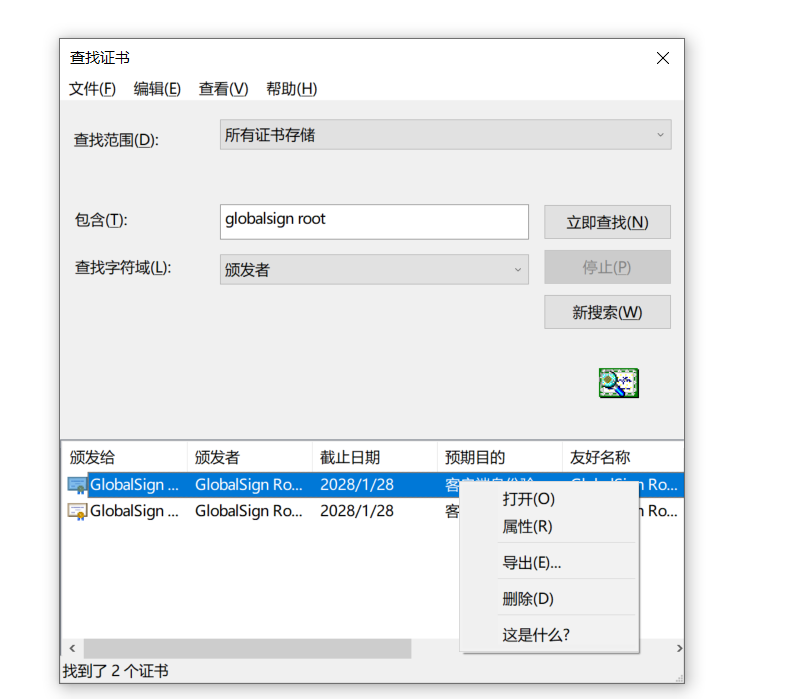 查找证书
文件(F) 编辑(E) 查看(V) 帮助(H)
查找范围(D): 所有证书存储
包含(T): globalsign root 立即查找(N)
查找字符域(L): 颁发者 停止(P)
新搜索(W)
颁发给 颁发者 截止日期 预期目的 友好名称
GlobalSign ... GlobalSign Ro... 2028/1/28 客户端身份验... GlobalSign Ro...
GlobalSign ... GlobalSign Ro... 2028/1/28 客 n Ro...
打开(O)
属性(R)
导出(E)...
删除(D)
这是什么?
找到了 2 个证书